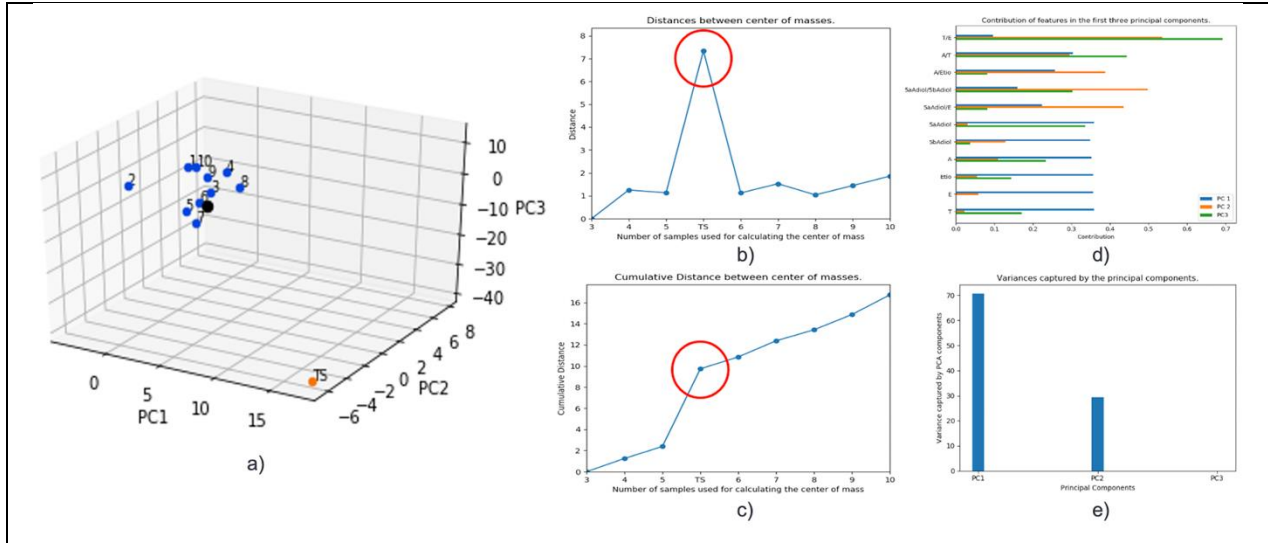 2
1
10
9
4
3
8
6
5
7
TS
10
0
−10
−20
−30
−40
PC3
8
6
4
2
0
−2
−4
−6
PC2
0
5
10
15
PC1
a)
Distances between center of masses.
8
7
6
5
4
3
2
1
0
Distance
3 4 5 TS 6 7 8 9 10
Number of samples used for calculating the center of mass
b)
Cumulative Distance between center of masses.
16
14
12
10
8
6
4
2
0
Cumulative Distance
3 4 5 TS 6 7 8 9 10
Number of samples used for calculating the center of mass
c)
Contribution of features in the first three principal components.
T/E
A/T
A/Etio
5aAdiol/5bAdiol
5aAdiol/E
5aAdiol
5bAdiol
A
Etio
E
T
PC 1
PC 2
PC3
0.0 0.1 0.2 0.3 0.4 0.5 0.6 0.7
Contribution
d)
Variances captured by the principal components.
70
60
50
40
30
20
10
0
Variance captured by PCA components
PC1 PC2 PC3
Principal Components
e)